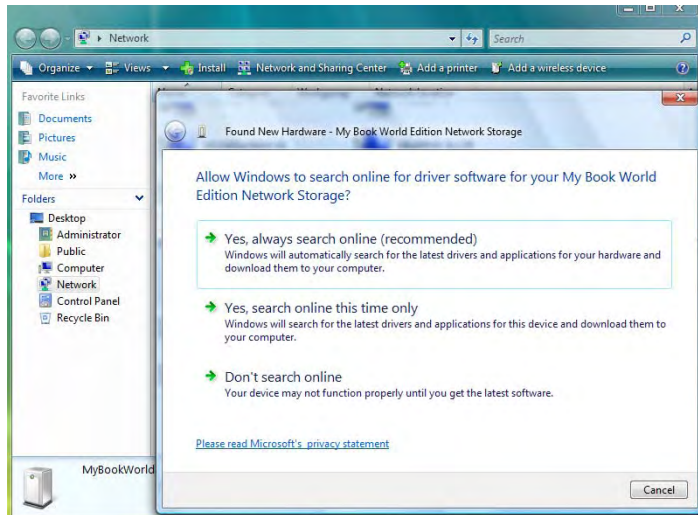 Network
Search
Organize Views Install Network and Sharing Center Add a printer Add a wireless device
Favorite Links
Documents
Pictures
Music
More »
Folders
Desktop
Administrator
Public
Computer
Network
Control Panel
Recycle Bin
MyBookWorld
Found New Hardware - My Book World Edition Network Storage
Allow Windows to search online for driver software for your My Book World
Edition Network Storage?
Yes, always search online (recommended)
Windows will automatically search for the latest drivers and applications for your hardware and
download them to your computer.
Yes, search online this time only
Windows will search for the latest drivers and applications for this device and download them to
your computer.
Don't search online
Your device may not function properly until you get the latest software.
Please read Microsoft's privacy statement
Cancel